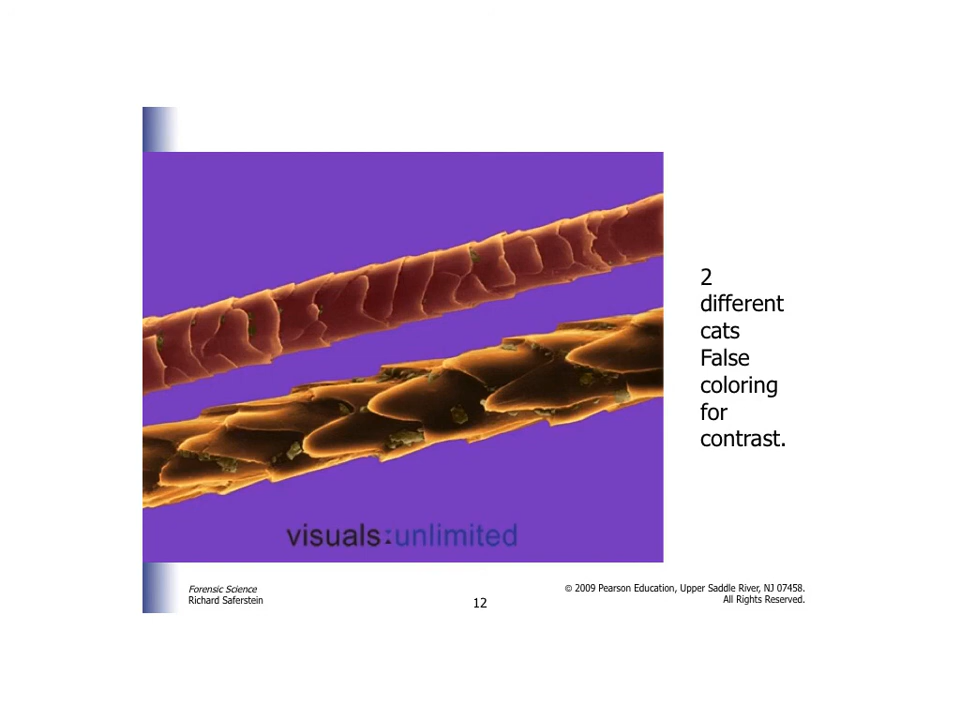 2
different
cats
False
coloring
for
contrast.
visuals:unlimited
Forensic Science
Richard Saferstein
12
© 2009 Pearson Education, Upper Saddle River, NJ 07458.
All Rights Reserved.